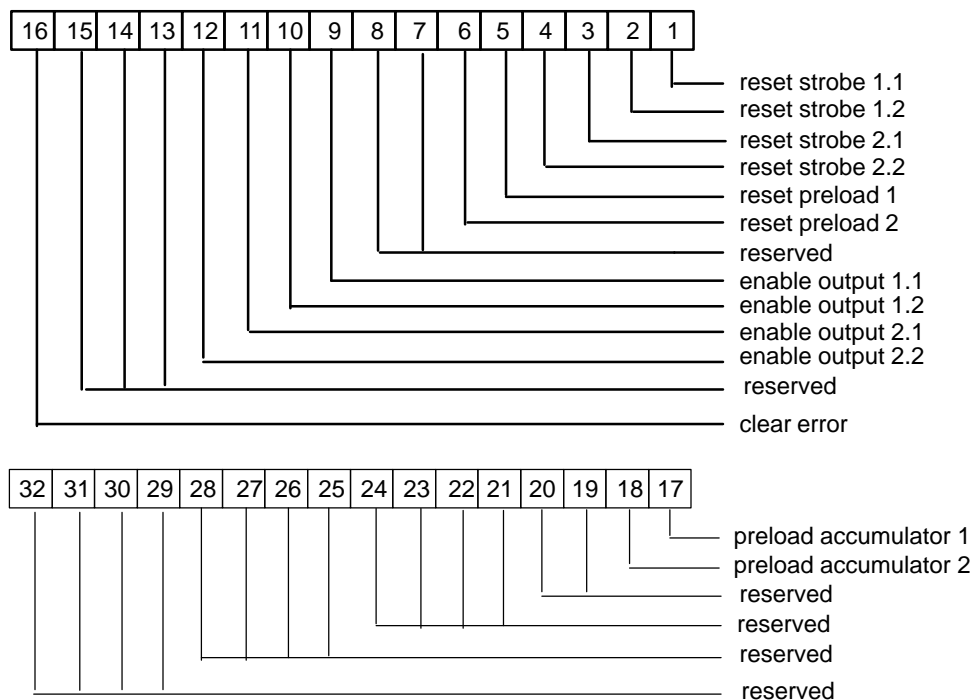 16 15 14 13 12 11 10 9 8 7 6 5 4 3 2 1
reset strobe 1.1
reset strobe 1.2
reset strobe 2.1
reset strobe 2.2
reset preload 1
reset preload 2
reserved
enable output 1.1
enable output 1.2
enable output 2.1
enable output 2.2
reserved
clear error
32 31 30 29 28 27 26 25 24 23 22 21 20 19 18 17
preload accumulator 1
preload accumulator 2
reserved
reserved
reserved
reserved